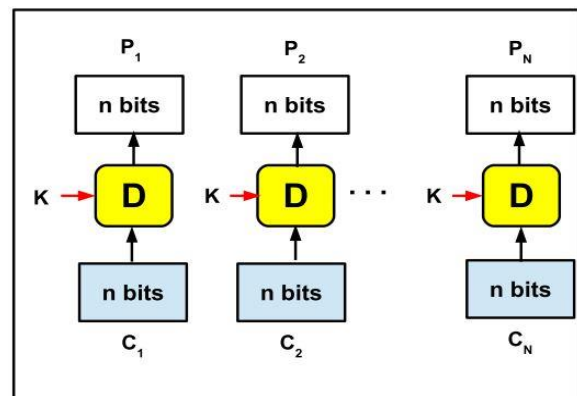 P1 P2 PN
n bits n bits n bits
K D K D . . . K D
n bits n bits n bits
C1 C2 CN